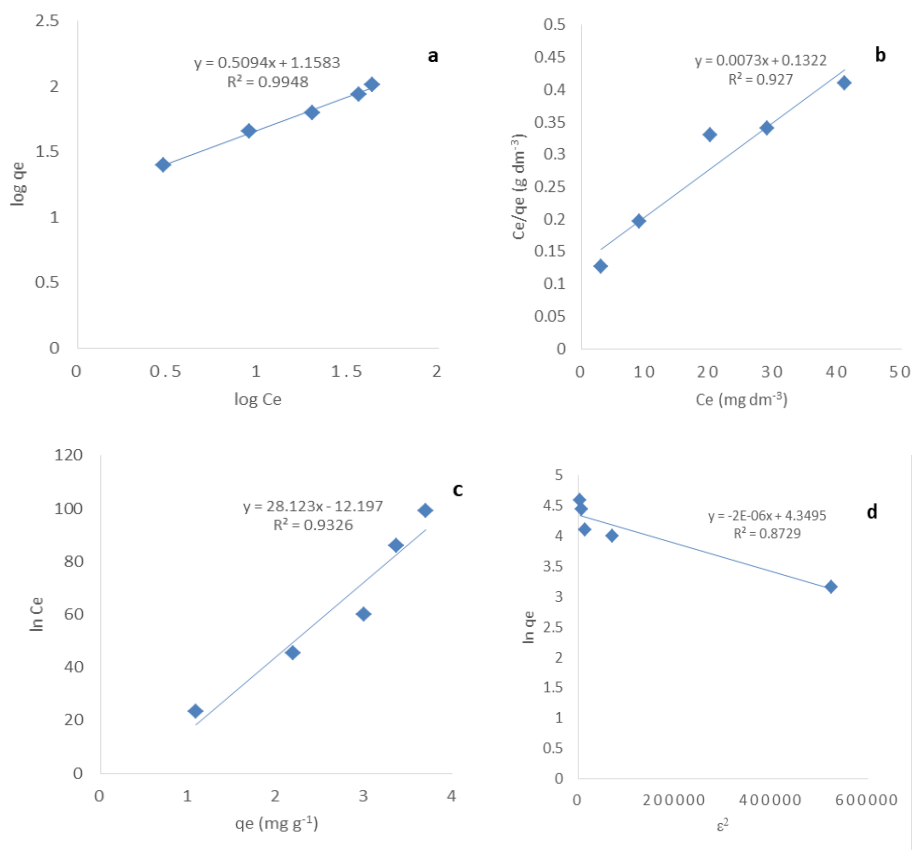 a
y = 0.5094x + 1.1583
R² = 0.9948
2.5
2
1.5
1
0.5
0
log qe
0
0.5
1
1.5
2
log Ce
b
y = 0.0073x + 0.1322
R² = 0.927
0.5
0.45
0.4
0.35
0.3
0.25
0.2
0.15
0.1
0.05
0
Ce/qe (g dm⁻³)
0
10
20
30
40
50
Ce (mg dm⁻³)
c
y = 28.123x - 12.197
R² = 0.9326
120
100
80
60
40
20
0
ln Ce
0
1
2
3
4
qe (mg g⁻¹)
d
y = -2E-06x + 4.3495
R² = 0.8729
5
4.5
4
3.5
3
2.5
2
1.5
1
0.5
0
ln qe
0
200000
400000
600000
ε²